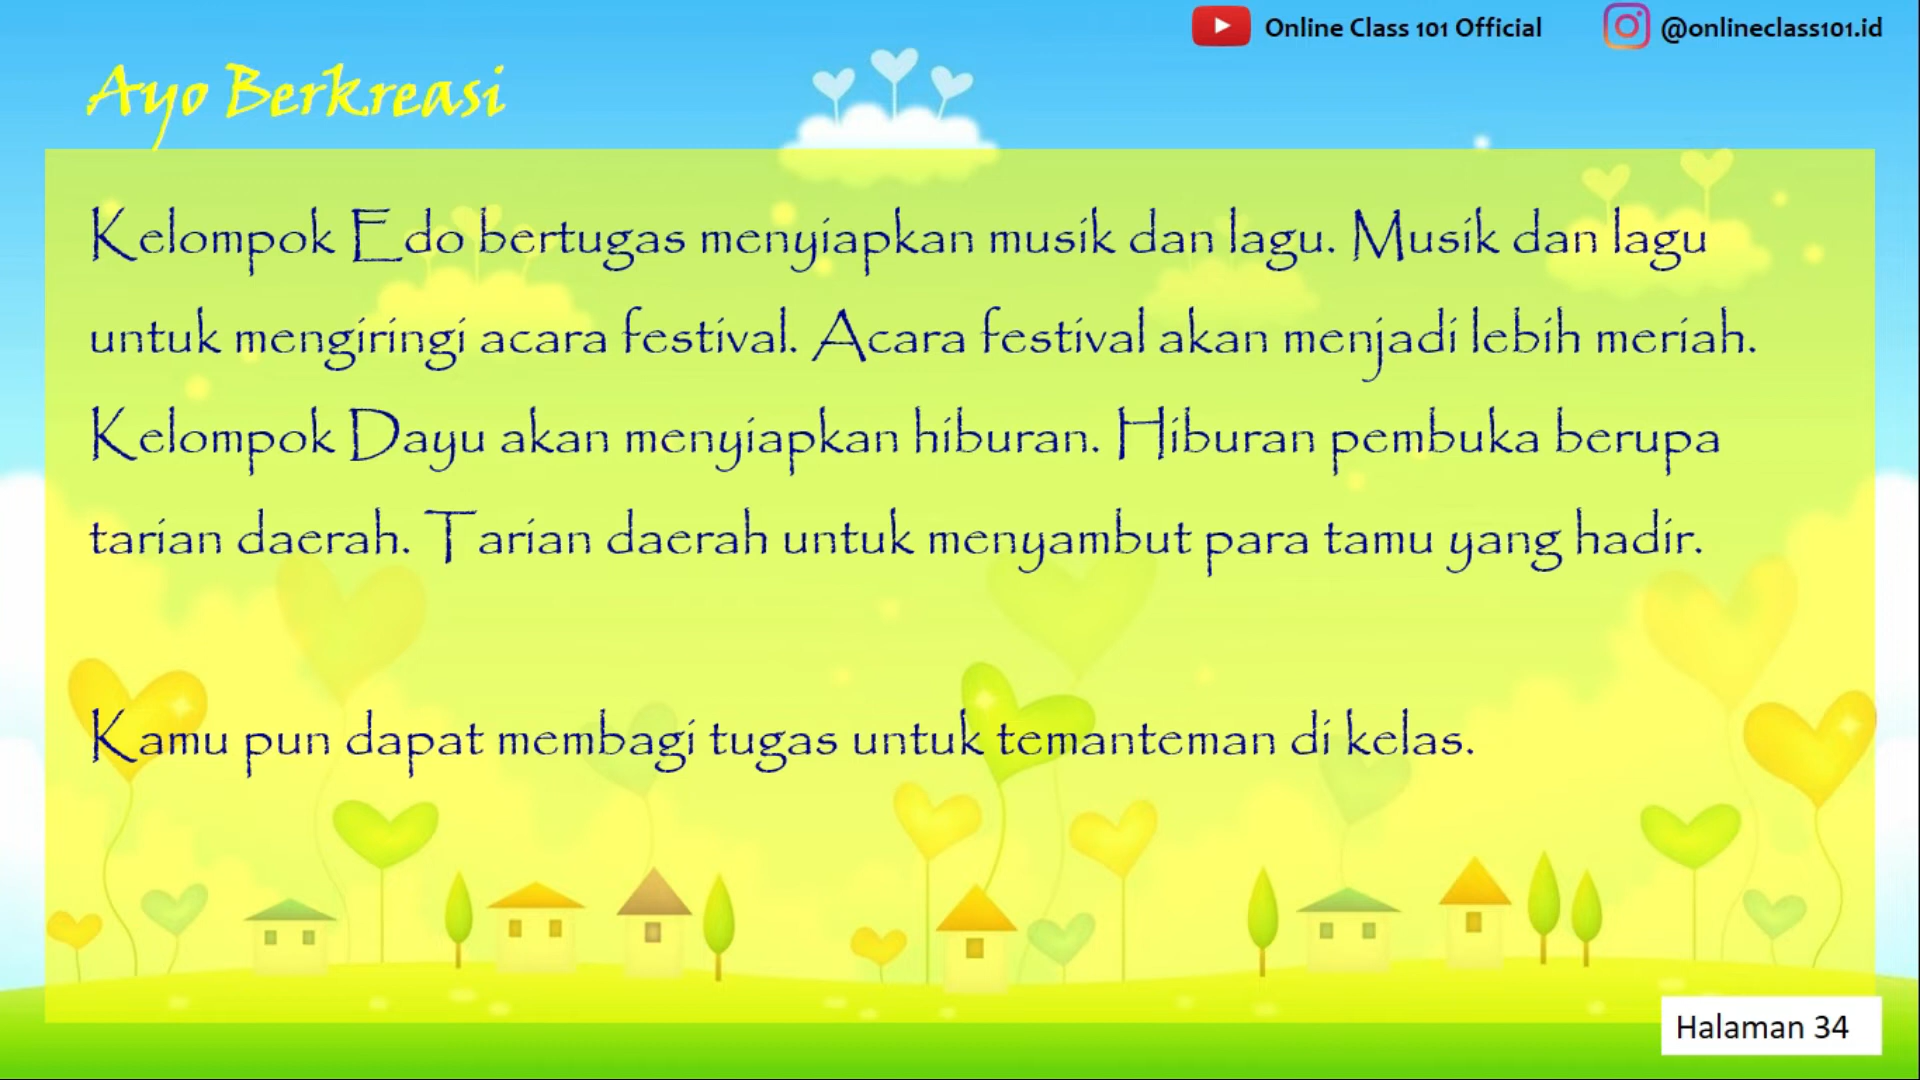 Online Class 101 Official
@onlineclass101.id
Ayo Berkreasi
Kelompok Edo bertugas menyiapkan musik dan lagu. Musik dan lagu
untuk mengiringi acara festival. Acara festival akan menjadi lebih meriah.
Kelompok Dayu akan menyiapkan hiburan. Hiburan pembuka berupa
tarian daerah. Tarian daerah untuk menyambut para tamu yang hadir.
Kamu pun dapat membagi tugas untuk temanteman di kelas.
Halaman 34